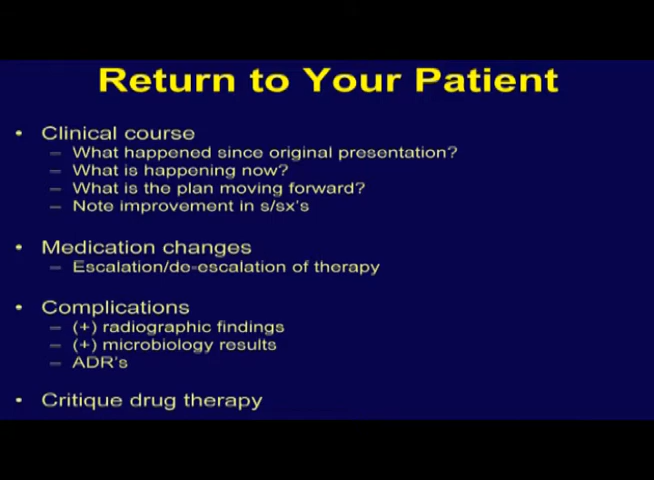 Return to Your Patient
• Clinical course
– What happened since original presentation?
– What is happening now?
– What is the plan moving forward?
– Note improvement in s/sx's
• Medication changes
– Escalation/de-escalation of therapy
• Complications
– (+) radiographic findings
– (+) microbiology results
– ADR's
• Critique drug therapy